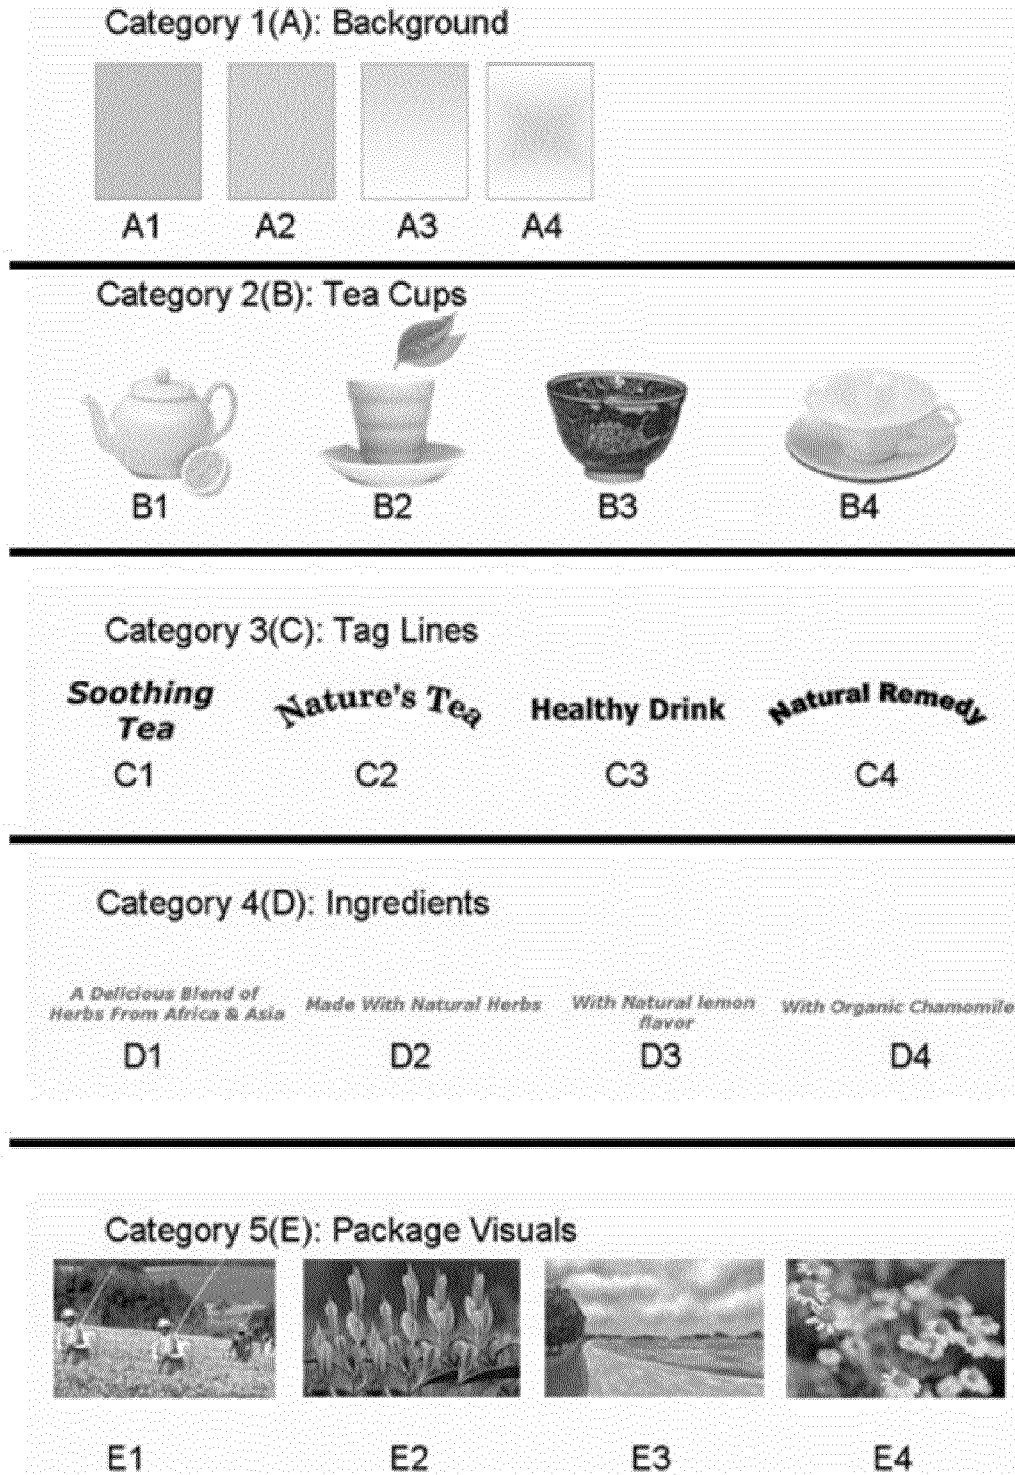 Category 1(A): Background
A1 A2 A3 A4
Category 2(B): Tea Cups
B1 B2 B3 B4
Category 3(C): Tag Lines
Soothing
Tea
Nature's Tea
Healthy Drink
Natural Remedy
C1 C2 C3 C4
Category 4(D): Ingredients
A Delicious Blend of
Herbs From Africa & Asia
Made With Natural Herbs
With Natural lemon
flavor
With Organic Chamomile
D1 D2 D3 D4
Category 5(E): Package Visuals
E1 E2 E3 E4